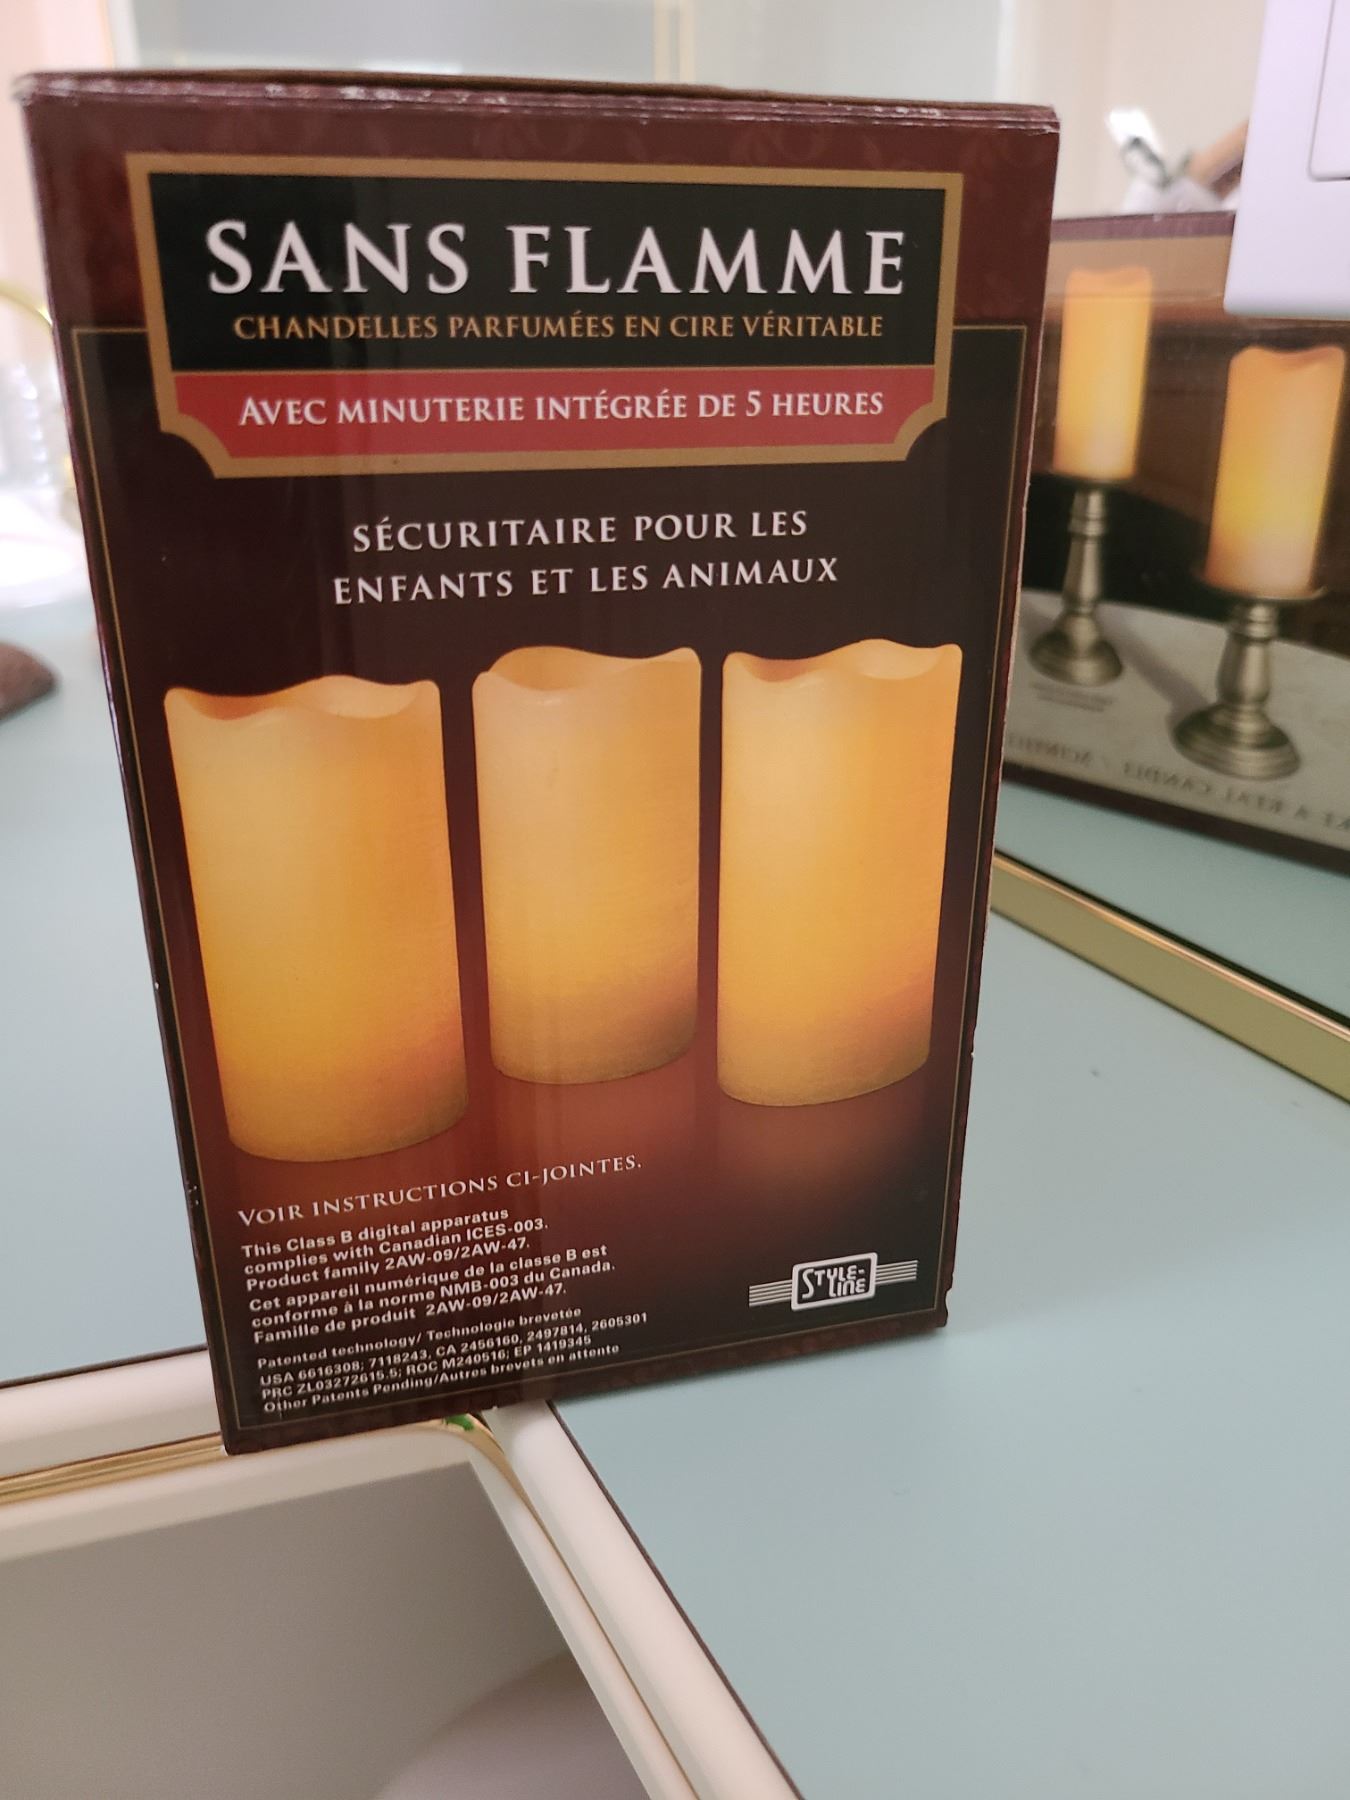 SANS FLAMME
CHANDELLES PARFUMÉES EN CIRE VÉRITABLE
AVEC MINUTERIE INTÉGRÉE DE 5 HEURES
SÉCURITAIRE POUR LES
ENFANTS ET LES ANIMAUX
VOIR INSTRUCTIONS CI-JOINTES.
This Class B digital apparatus
complies with Canadian ICES-003.
Product family 2AW-09/2AW-47.
Cet appareil numérique de la classe B est
conforme à la norme NMB-003 du Canada.
Famille de produit 2AW-09/2AW-47.
Patented technology/ Technologie brevetée
USA 6616308; 7118243, CA 2456160, 2497814, 2605301
PRC ZL03272615.5; ROC M240516; EP 1419345
Other Patents Pending/Autres brevets en attente
STYLE-
LINE